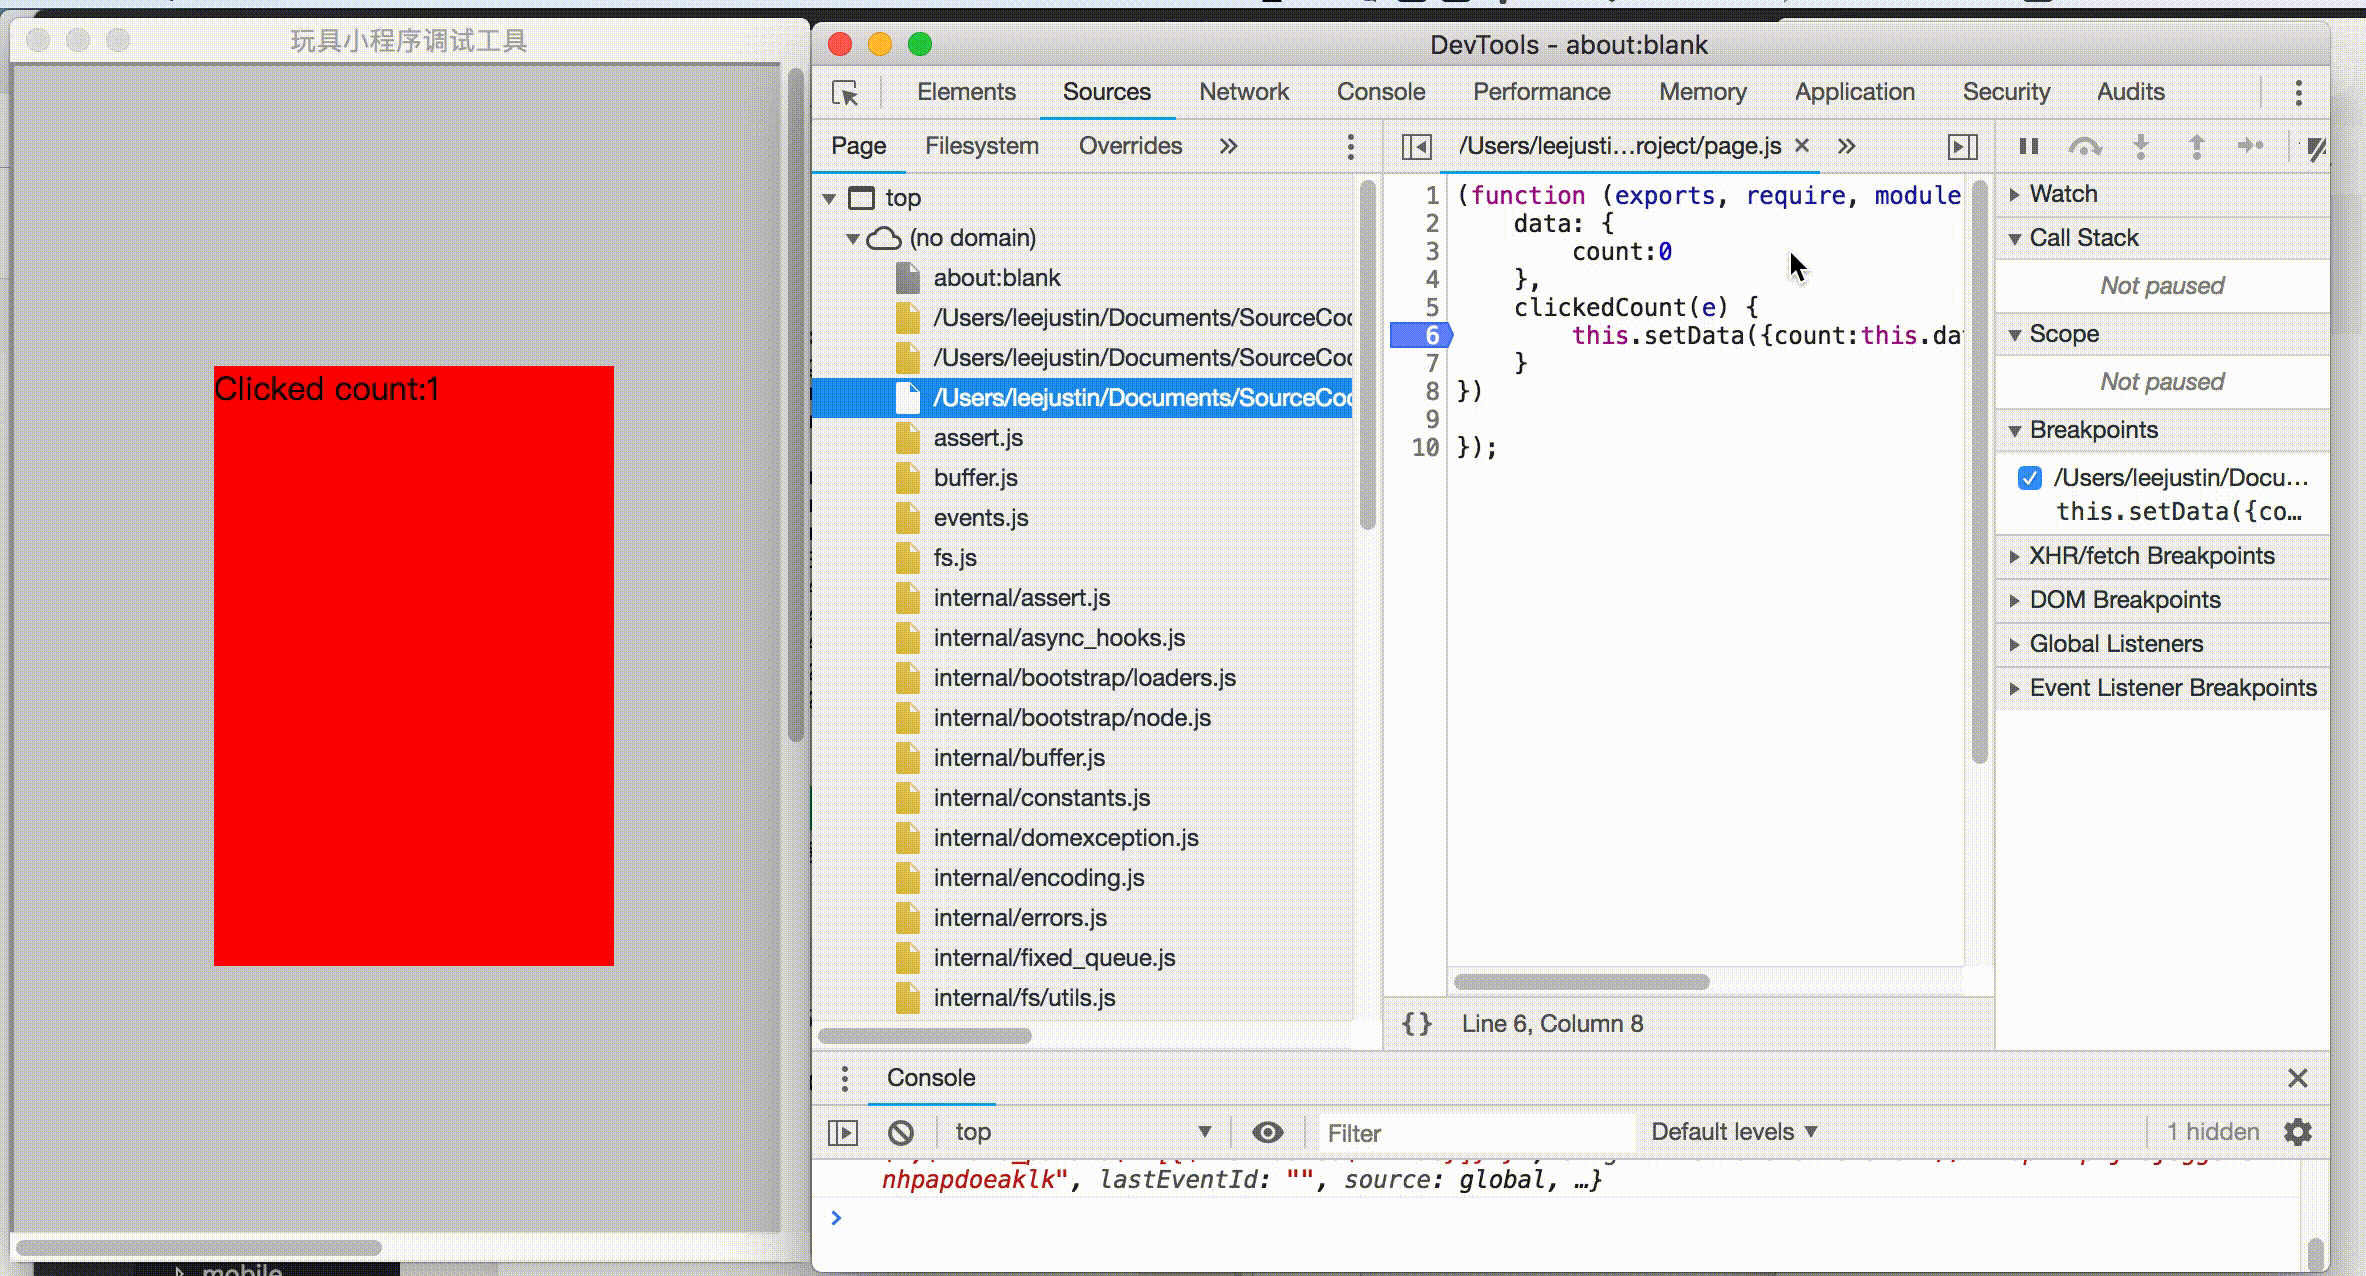 玩具小程序调试工具
Clicked count:1
mobile
DevTools - about:blank
Elements Sources Network Console Performance Memory Application Security Audits
Page Filesystem Overrides »
top
(no domain)
about:blank
/Users/leejustin/Documents/SourceCo
/Users/leejustin/Documents/SourceCo
/Users/leejustin/Documents/SourceCo
assert.js
buffer.js
events.js
fs.js
internal/assert.js
internal/async_hooks.js
internal/bootstrap/loaders.js
internal/bootstrap/node.js
internal/buffer.js
internal/constants.js
internal/domexception.js
internal/encoding.js
internal/errors.js
internal/fixed_queue.js
internal/fs/utils.js
/Users/leejusti...roject/page.js × »
1 (function (exports, require, module
2 data: {
3 count:0
4 },
5 clickedCount(e) {
6 this.setData({count:this.da
7 }
8 })
9
10 });
{} Line 6, Column 8
Watch
Call Stack
Not paused
Scope
Not paused
Breakpoints
/Users/leejustin/Docu...
this.setData({co...
XHR/fetch Breakpoints
DOM Breakpoints
Global Listeners
Event Listener Breakpoints
Console
top Filter Default levels 1 hidden
nhpapdoeaklk", lastEventId: "", source: global, …}